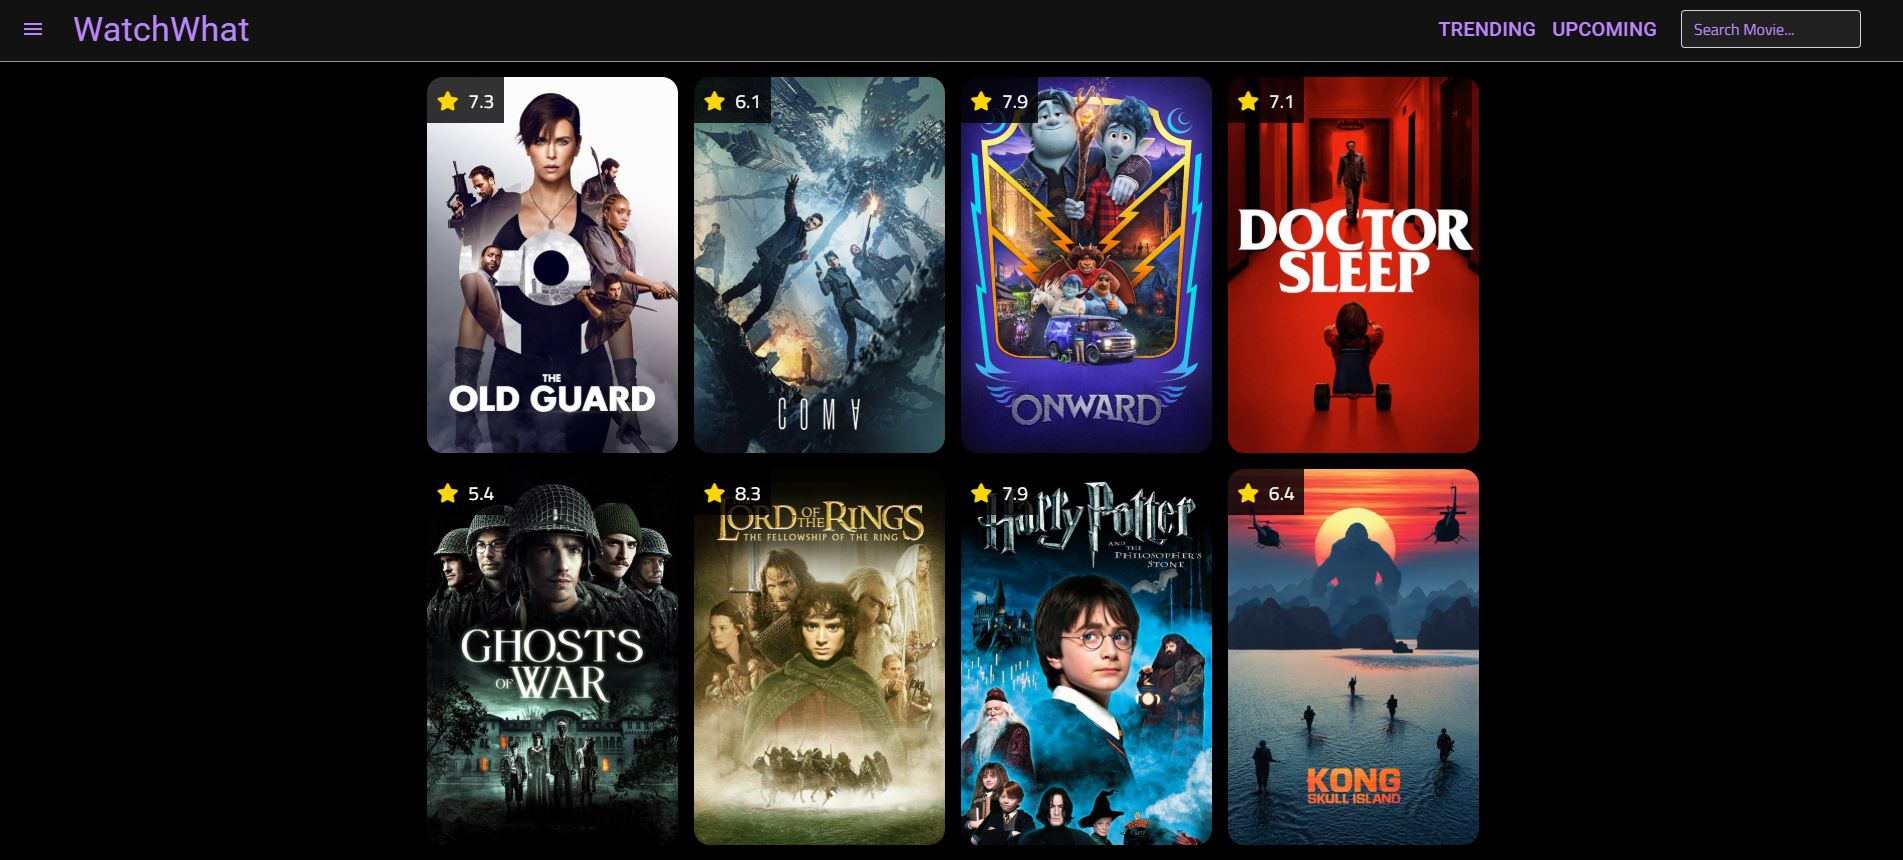 WatchWhat
TRENDING UPCOMING
Search Movie...
7.3
THE
OLD GUARD
6.1
COMA
7.9
ONWARD
7.1
DOCTOR
SLEEP
5.4
GHOSTS
OF WAR
8.3
LORD OF THE RINGS
THE FELLOWSHIP OF THE RING
7.9
Harry Potter
AND THE
PHILOSOPHER'S
STONE
6.4
KONG
SKULL ISLAND